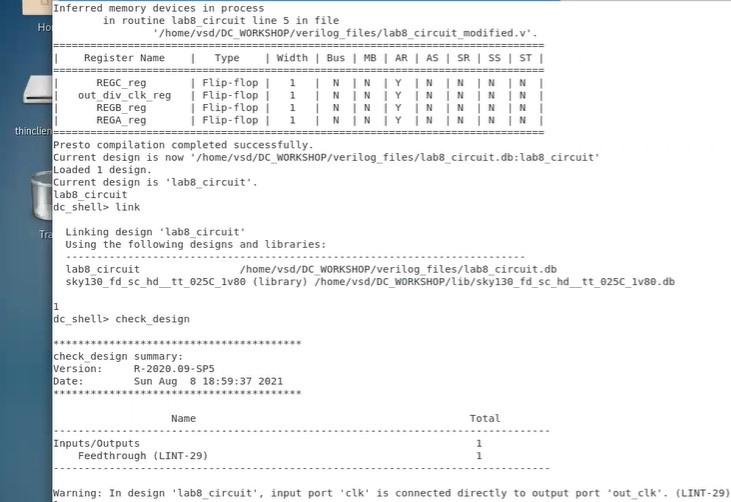 Inferred memory devices in process
in routine lab8_circuit line 5 in file
'/home/vsd/DC_WORKSHOP/verilog_files/lab8_circuit_modified.v'.
===============================================================================
| Register Name | Type | Width | Bus | MB | AR | AS | SR | SS | ST |
===============================================================================
| REGC_reg | Flip-flop | 1 | N | N | Y | N | N | N | N |
| out_div_clk_reg | Flip-flop | 1 | N | N | Y | N | N | N | N |
| REGB_reg | Flip-flop | 1 | N | N | Y | N | N | N | N |
| REGA_reg | Flip-flop | 1 | N | N | Y | N | N | N | N |
===============================================================================
Presto compilation completed successfully.
Current design is now '/home/vsd/DC_WORKSHOP/verilog_files/lab8_circuit.db:lab8_circuit'
Loaded 1 design.
Current design is 'lab8_circuit'.
lab8_circuit
dc_shell> link
Linking design 'lab8_circuit'
Using the following designs and libraries:
--------------------------------------------------------------------------
lab8_circuit /home/vsd/DC_WORKSHOP/verilog_files/lab8_circuit.db
sky130_fd_sc_hd__tt_025C_1v80 (library) /home/vsd/DC_WORKSHOP/lib/sky130_fd_sc_hd__tt_025C_1v80.db
1
dc_shell> check_design
****************************************
check_design summary:
Version: R-2020.09-SP5
Date: Sun Aug 8 18:59:37 2021
****************************************
Name Total
--------------------------------------------------------------------------------
Inputs/Outputs 1
Feedthrough (LINT-29) 1
--------------------------------------------------------------------------------
Warning: In design 'lab8_circuit', input port 'clk' is connected directly to output port 'out_clk'. (LINT-29)
Ho
thinclien
Tra